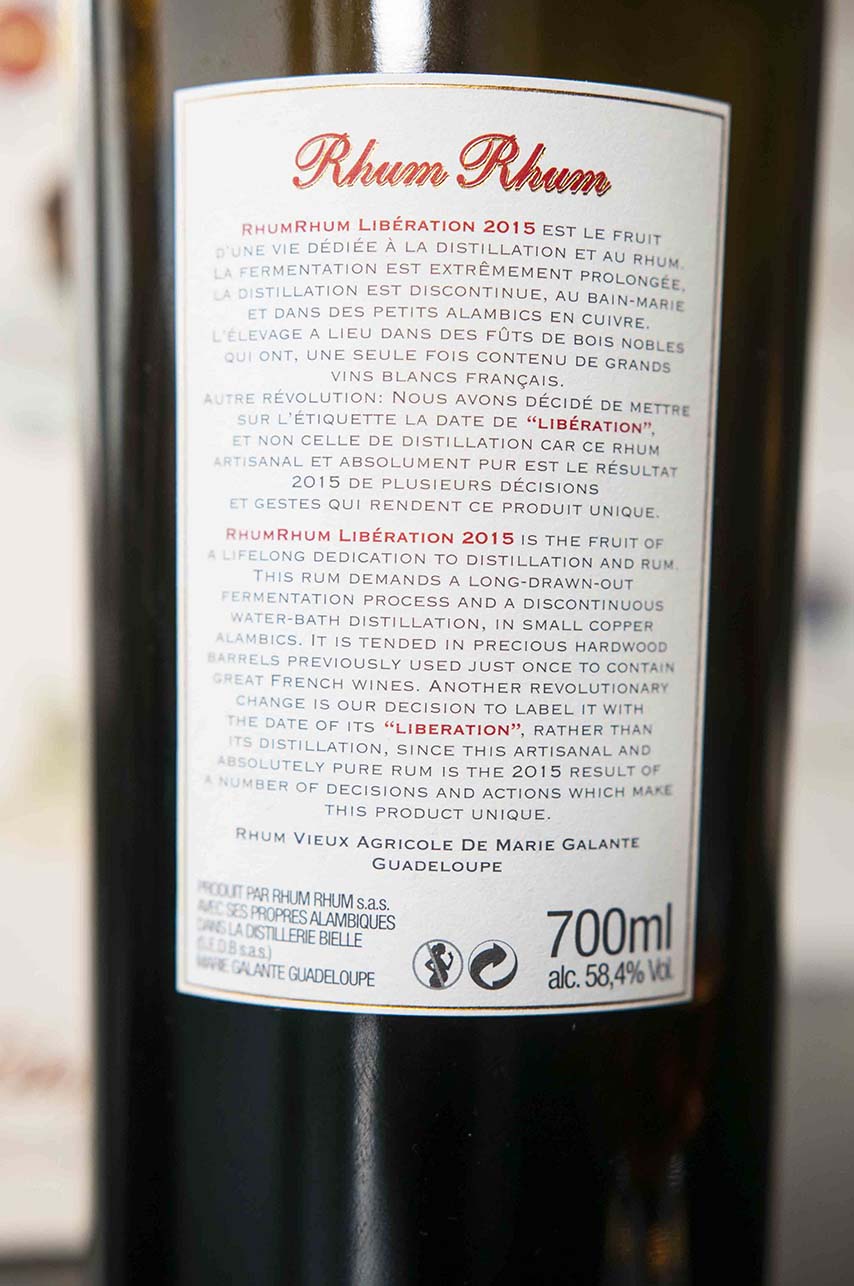 Rhum Rhum
RHUMRHUM LIBÉRATION 2015 EST LE FRUIT
D'UNE VIE DÉDIÉE À LA DISTILLATION ET AU RHUM.
LA FERMENTATION EST EXTRÊMEMENT PROLONGÉE,
LA DISTILLATION EST DISCONTINUE, AU BAIN-MARIE
ET DANS DES PETITS ALAMBICS EN CUIVRE.
L'ÉLEVAGE A LIEU DANS DES FÛTS DE BOIS NOBLES
QUI ONT, UNE SEULE FOIS CONTENU DE GRANDS
VINS BLANCS FRANÇAIS.
AUTRE RÉVOLUTION: NOUS AVONS DÉCIDÉ DE METTRE
SUR L'ÉTIQUETTE LA DATE DE “LIBÉRATION”,
ET NON CELLE DE DISTILLATION CAR CE RHUM
ARTISANAL ET ABSOLUMENT PUR EST LE RÉSULTAT
2015 DE PLUSIEURS DÉCISIONS
ET GESTES QUI RENDENT CE PRODUIT UNIQUE.
RHUMRHUM LIBÉRATION 2015 IS THE FRUIT OF
A LIFELONG DEDICATION TO DISTILLATION AND RUM.
THIS RUM DEMANDS A LONG-DRAWN-OUT
FERMENTATION PROCESS AND A DISCONTINUOUS
WATER-BATH DISTILLATION, IN SMALL COPPER
ALAMBICS. IT IS TENDED IN PRECIOUS HARDWOOD
BARRELS PREVIOUSLY USED JUST ONCE TO CONTAIN
GREAT FRENCH WINES. ANOTHER REVOLUTIONARY
CHANGE IS OUR DECISION TO LABEL IT WITH
THE DATE OF ITS “LIBERATION”, RATHER THAN
ITS DISTILLATION, SINCE THIS ARTISANAL AND
ABSOLUTELY PURE RUM IS THE 2015 RESULT OF
A NUMBER OF DECISIONS AND ACTIONS WHICH MAKE
THIS PRODUCT UNIQUE.
RHUM VIEUX AGRICOLE DE MARIE GALANTE
GUADELOUPE
PRODUIT PAR RHUM RHUM s.a.s.
AVEC SES PROPRES ALAMBIQUES
DANS LA DISTILLERIE BIELLE
(S.E.D.B s.a.s.)
MARIE GALANTE GUADELOUPE
700ml
alc. 58,4% Vol.